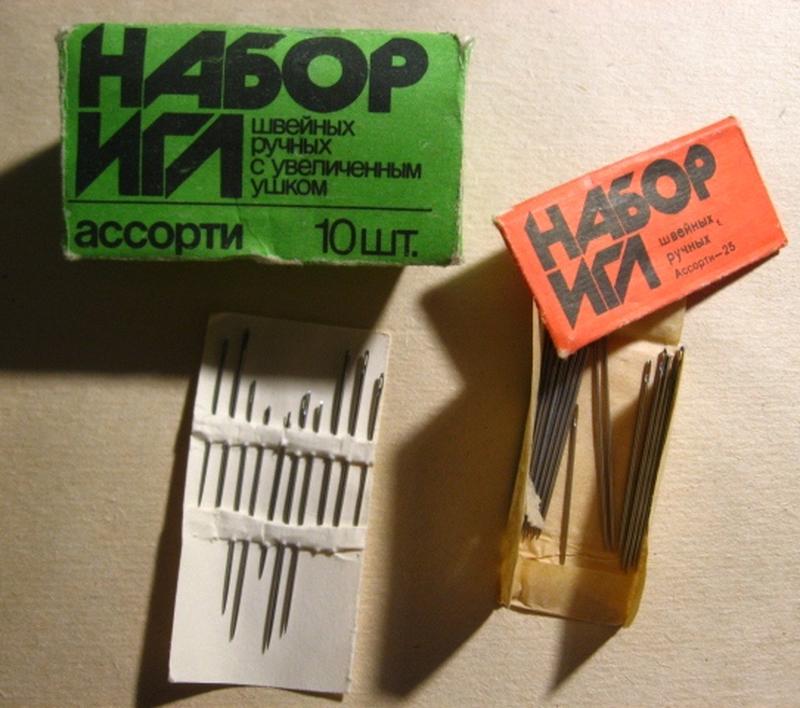 НАБОР
ИГЛ
швейных
ручных
с увеличенным
ушком
ассорти 10 шт.
НАБОР
ИГЛ
швейных,
ручных
Ассорти—25